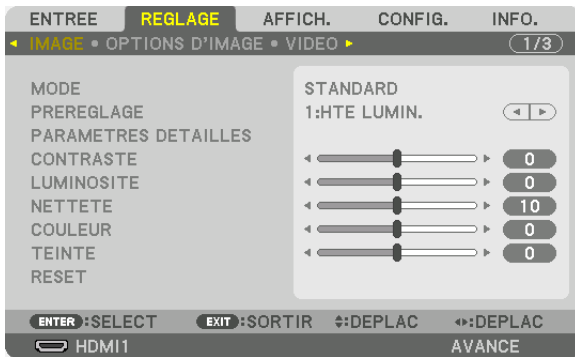 ENTREE REGLAGE AFFICH. CONFIG. INFO.
IMAGE • OPTIONS D'IMAGE • VIDEO 1/3
MODE STANDARD
PREREGLAGE 1:HTE LUMIN.
PARAMETRES DETAILLES
CONTRASTE 0
LUMINOSITE 0
NETTETE 10
COULEUR 0
TEINTE 0
RESET
ENTER:SELECT EXIT:SORTIR :DEPLAC :DEPLAC
HDMI1 AVANCE